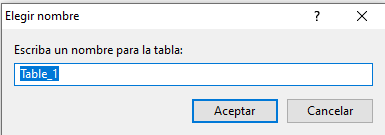 Elegir nombre
Escriba un nombre para la tabla:
Table_1
Aceptar
Cancelar